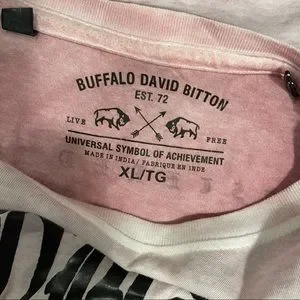 BUFFALO DAVID BITTON
EST. 72
LIVE FREE
UNIVERSAL SYMBOL OF ACHIEVEMENT
MADE IN INDIA / FABRIQUE EN INDE
XL/TG